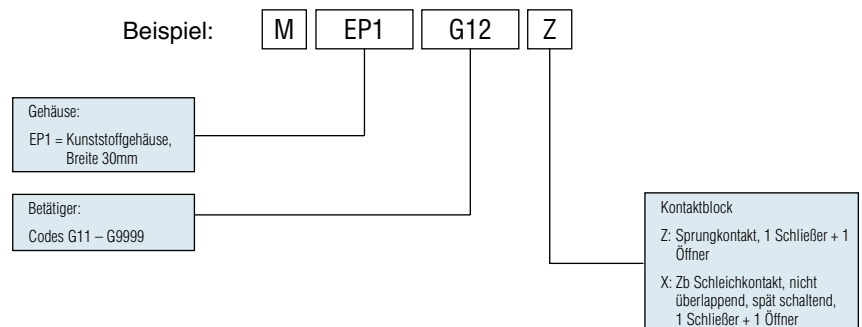 Beispiel: M EP1 G12 Z
Gehäuse:
EP1 = Kunststoffgehäuse,
Breite 30mm
Betätiger:
Codes G11 – G9999
Kontaktblock
Z: Sprungkontakt, 1 Schließer + 1
Öffner
X: Zb Schleichkontakt, nicht
überlappend, spät schaltend,
1 Schließer + 1 Öffner